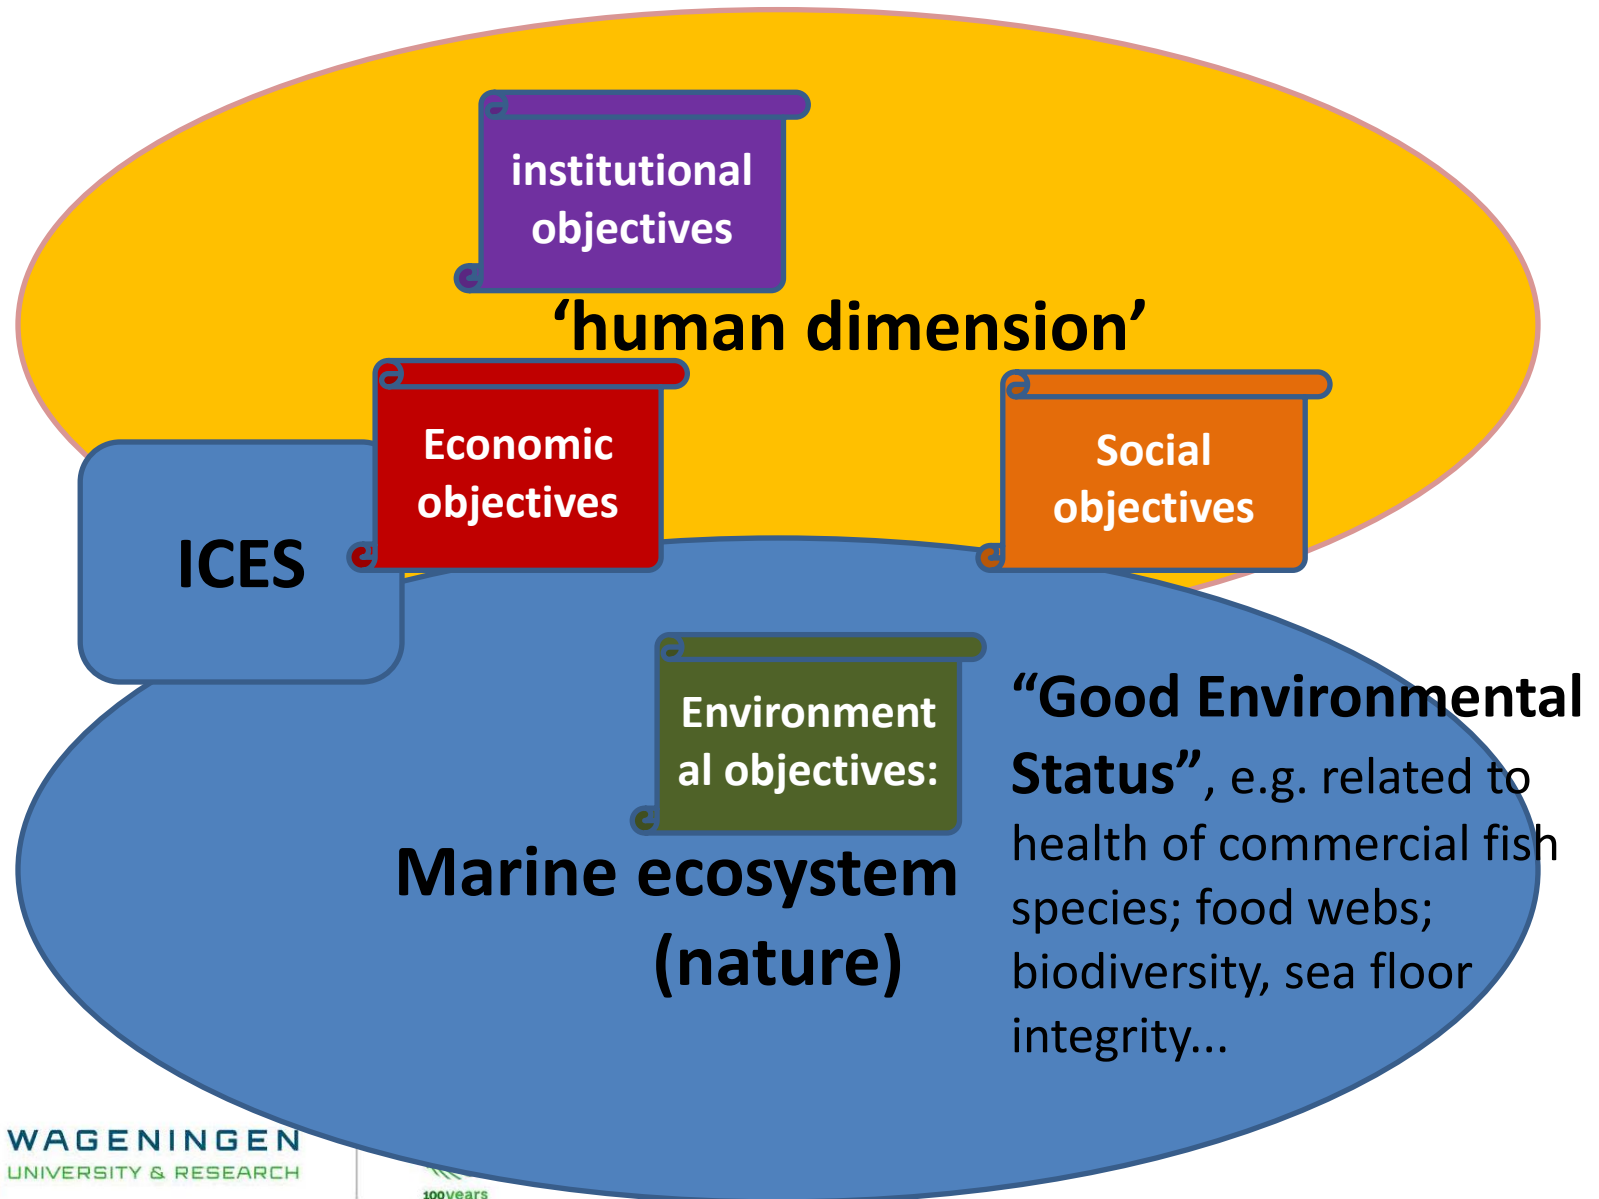 institutional
objectives
‘human dimension’
Economic
objectives
Social
objectives
ICES
Environment
al objectives:
“Good Environmental
Status”, e.g. related to
health of commercial fish
species; food webs;
biodiversity, sea floor
integrity...
Marine ecosystem
(nature)
WAGENINGEN
UNIVERSITY & RESEARCH
100years